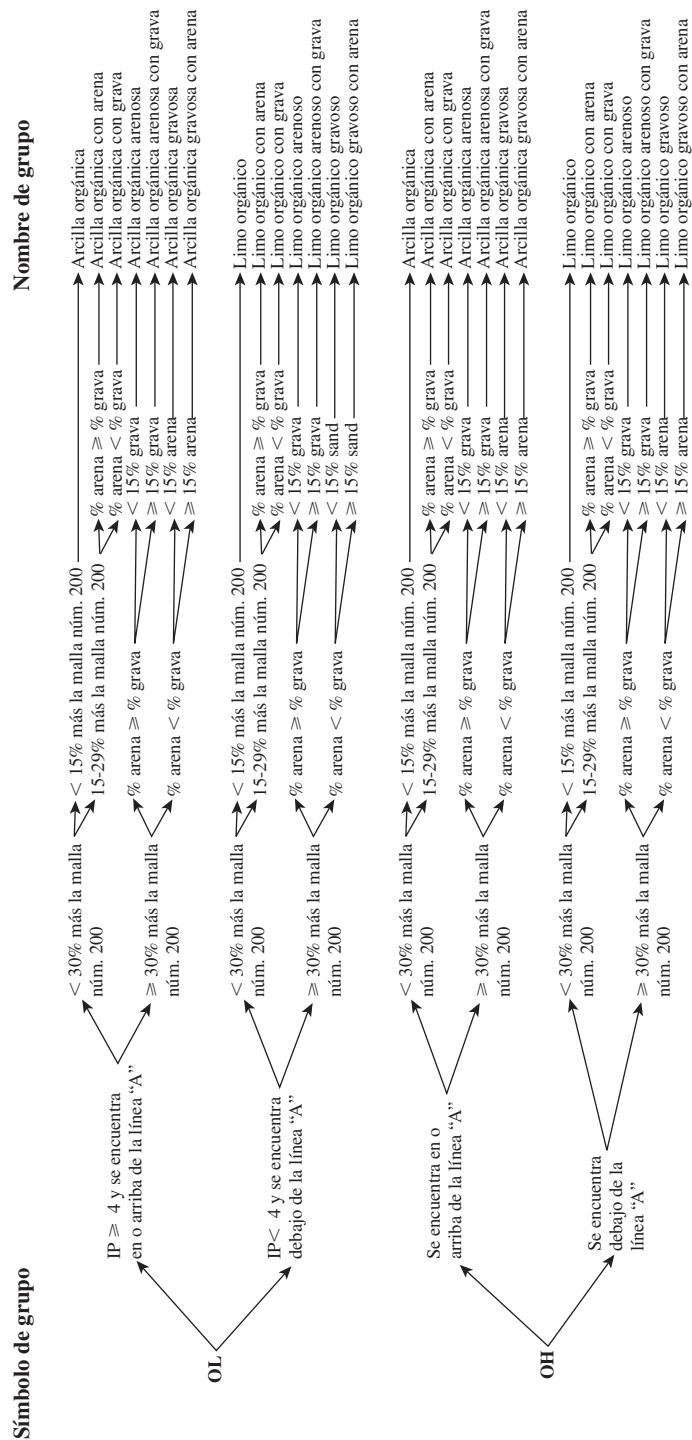 Símbolo de grupo
Nombre de grupo
OL
IP ⩾ 4 y se encuentra
en o arriba de la línea “A”
< 30% más la malla
núm. 200
< 15% más la malla núm. 200
Arcilla orgánica
15-29% más la malla núm. 200
% arena ⩾ % grava
Arcilla orgánica con arena
% arena < % grava
Arcilla orgánica con grava
⩾ 30% más la malla
núm. 200
% arena ⩾ % grava
< 15% grava
Arcilla orgánica arenosa
⩾ 15% grava
Arcilla orgánica arenosa con grava
% arena < % grava
< 15% arena
Arcilla orgánica gravosa
⩾ 15% arena
Arcilla orgánica gravosa con arena
IP< 4 y se encuentra
debajo de la línea “A”
< 30% más la malla
núm. 200
< 15% más la malla núm. 200
Limo orgánico
15-29% más la malla núm. 200
% arena ⩾ % grava
Limo orgánico con arena
% arena < % grava
Limo orgánico con grava
⩾ 30% más la malla
núm. 200
% arena ⩾ % grava
< 15% grava
Limo orgánico arenoso
⩾ 15% grava
Limo orgánico arenoso con grava
% arena < % grava
< 15% sand
Limo orgánico gravoso
⩾ 15% sand
Limo orgánico gravoso con arena
OH
Se encuentra en o
arriba de la línea “A”
< 30% más la malla
núm. 200
< 15% más la malla núm. 200
Arcilla orgánica
15-29% más la malla núm. 200
% arena ⩾ % grava
Arcilla orgánica con arena
% arena < % grava
Arcilla orgánica con grava
⩾ 30% más la malla
núm. 200
% arena ⩾ % grava
< 15% grava
Arcilla orgánica arenosa
⩾ 15% grava
Arcilla orgánica arenosa con grava
% arena < % grava
< 15% arena
Arcilla orgánica gravosa
⩾ 15% arena
Arcilla orgánica gravosa con arena
Se encuentra
debajo de la
línea “A”
< 30% más la malla
núm. 200
< 15% más la malla núm. 200
Limo orgánico
15-29% más la malla núm. 200
% arena ⩾ % grava
Limo orgánico con arena
% arena < % grava
Limo orgánico con grava
⩾ 30% más la malla
núm. 200
% arena ⩾ % grava
< 15% grava
Limo orgánico arenoso
⩾ 15% grava
Limo orgánico arenoso con grava
% arena < % grava
< 15% arena
Limo orgánico gravoso
⩾ 15% arena
Limo orgánico gravoso con arena